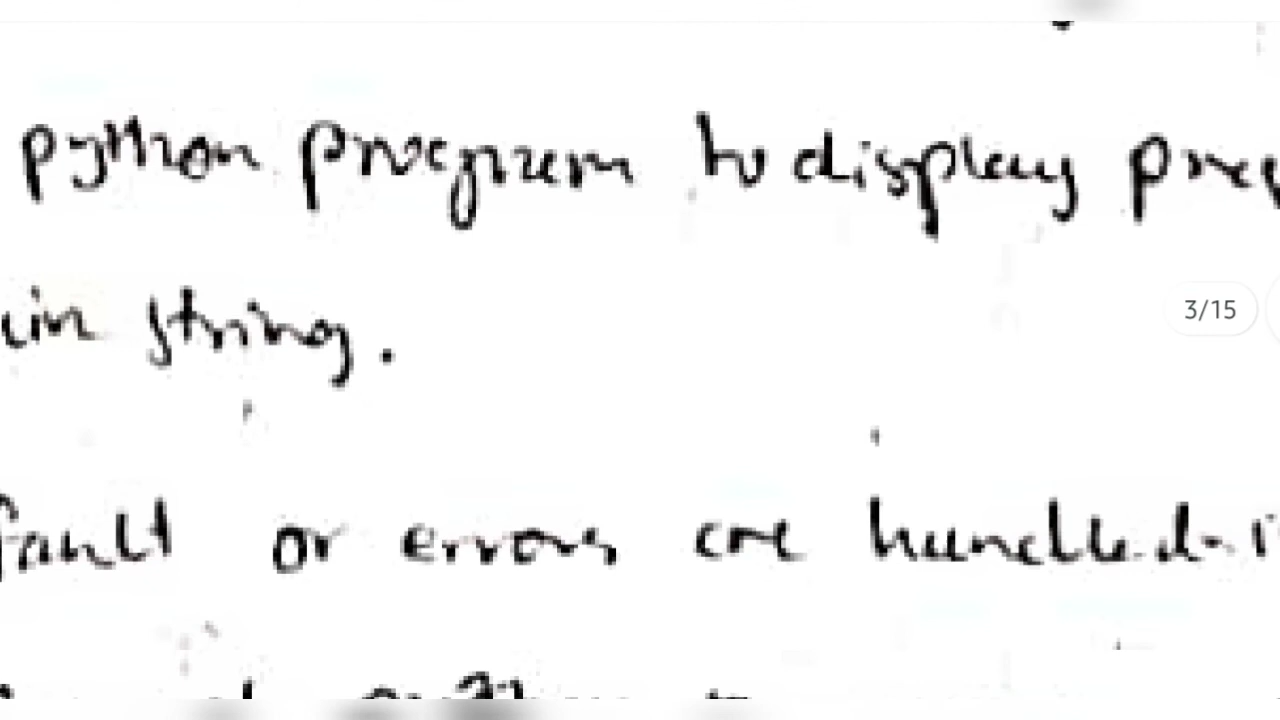 python program to display
in string.
3/15
fault or errors are handled